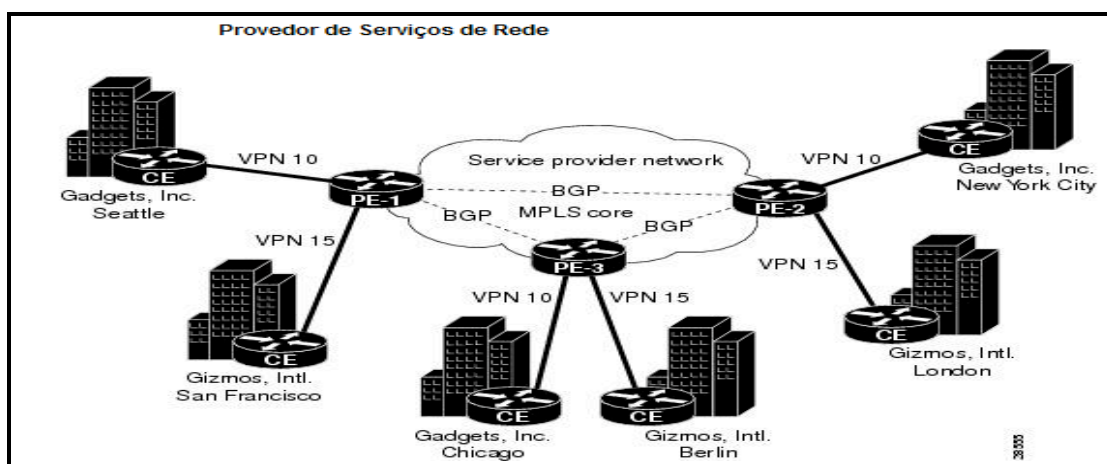 Provedor de Serviços de Rede
VPN 10
CE
Gadgets, Inc.
Seattle
PE-1
Service provider network
BGP
MPLS core
BGP
BGP
PE-2
VPN 10
CE
Gadgets, Inc.
New York City
VPN 15
PE-3
VPN 15
VPN 10
VPN 15
CE
Gizmos, Intl.
San Francisco
CE
Gizmos, Intl.
London
CE
Gadgets, Inc.
Chicago
CE
Gizmos, Intl.
Berlin
28555